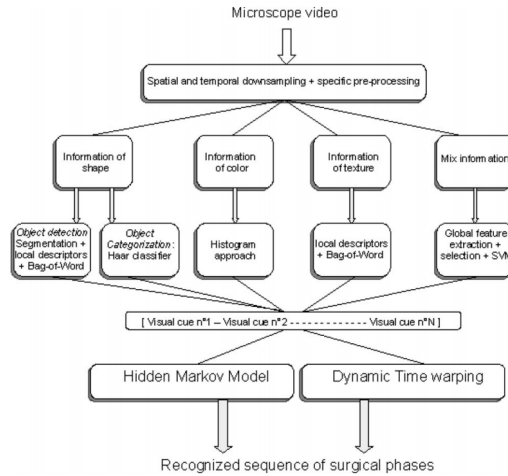 Microscope video
Spatial and temporal downsampling + specific pre-processing
Information of
shape
Information
of color
Information
of texture
Mix information
Object detection
Segmentation +
local descriptors
+ Bag-of-Word
Object
Categorization :
Haar classifier
Histogram
approach
local descriptors
+ Bag-of-Word
Global feature
extraction +
selection + SVM
[ Visual cue n°1 – Visual cue n°2 - - - - - - - - - - - - - Visual cue n°N ]
Hidden Markov Model
Dynamic Time warping
Recognized sequence of surgical phases